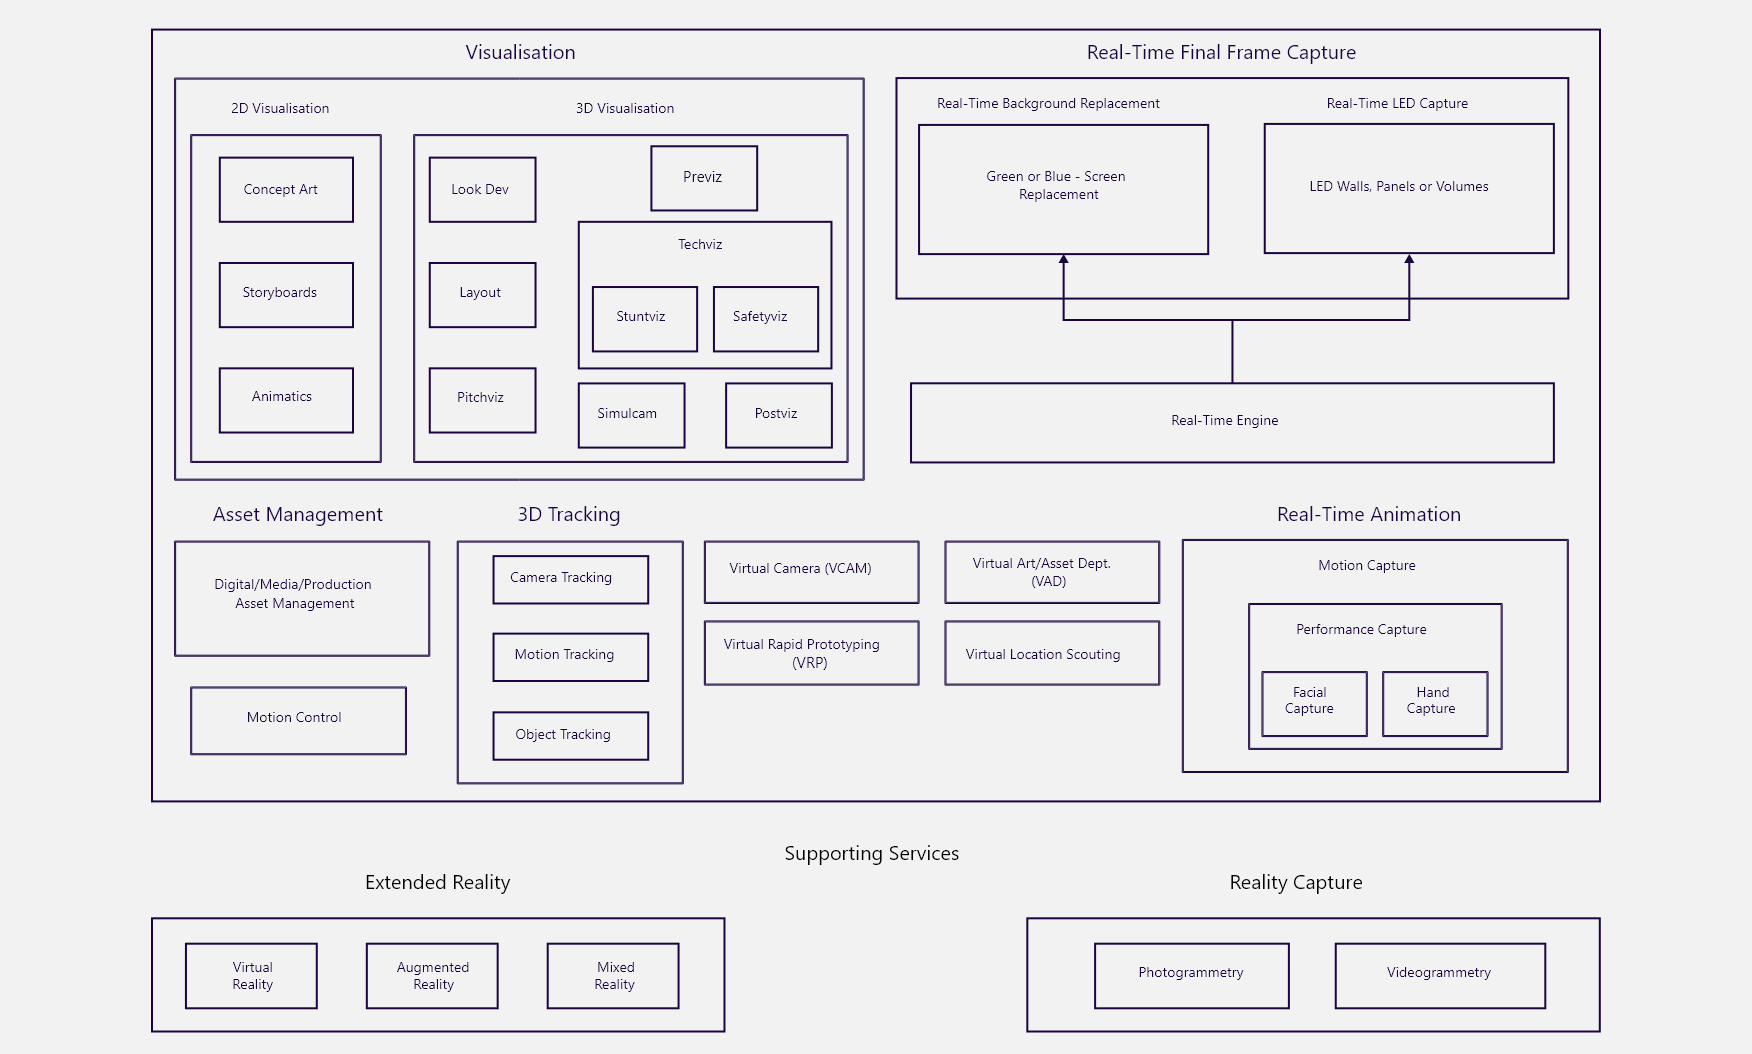 Visualisation
2D Visualisation
Concept Art
Storyboards
Animatics
3D Visualisation
Look Dev
Layout
Pitchviz
Previz
Techviz
Stuntviz
Safetyviz
Simulcam
Postviz
Real-Time Final Frame Capture
Real-Time Background Replacement
Green or Blue - Screen
Replacement
Real-Time LED Capture
LED Walls, Panels or Volumes
Real-Time Engine
Asset Management
Digital/Media/Production
Asset Management
Motion Control
3D Tracking
Camera Tracking
Motion Tracking
Object Tracking
Virtual Camera (VCAM)
Virtual Art/Asset Dept.
(VAD)
Virtual Rapid Prototyping
(VRP)
Virtual Location Scouting
Real-Time Animation
Motion Capture
Performance Capture
Facial
Capture
Hand
Capture
Supporting Services
Extended Reality
Virtual
Reality
Augmented
Reality
Mixed
Reality
Reality Capture
Photogrammetry
Videogrammetry